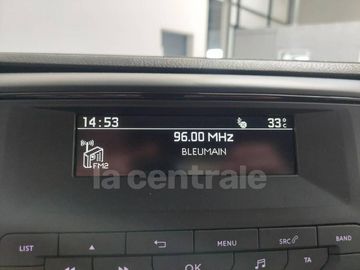 14:53 33°C
96.00 MHz
BLEUMAIN
FM2
la centrale
LIST MENU SRC BAND
OK TA